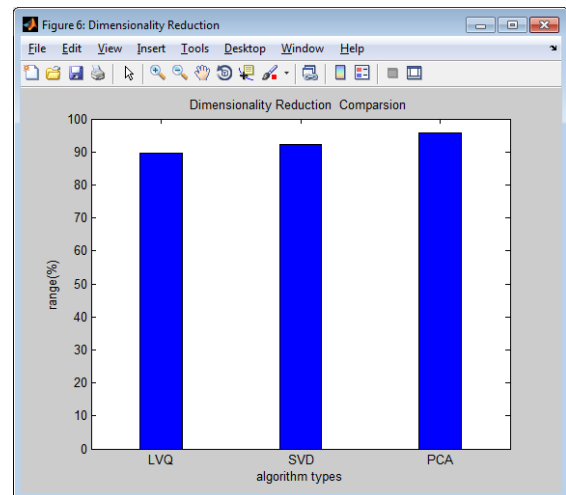 Figure 6: Dimensionality Reduction
File Edit View Insert Tools Desktop Window Help
Dimensionality Reduction Comparsion
100
90
80
70
60
50
40
30
20
10
0
range(%)
LVQ SVD PCA
algorithm types